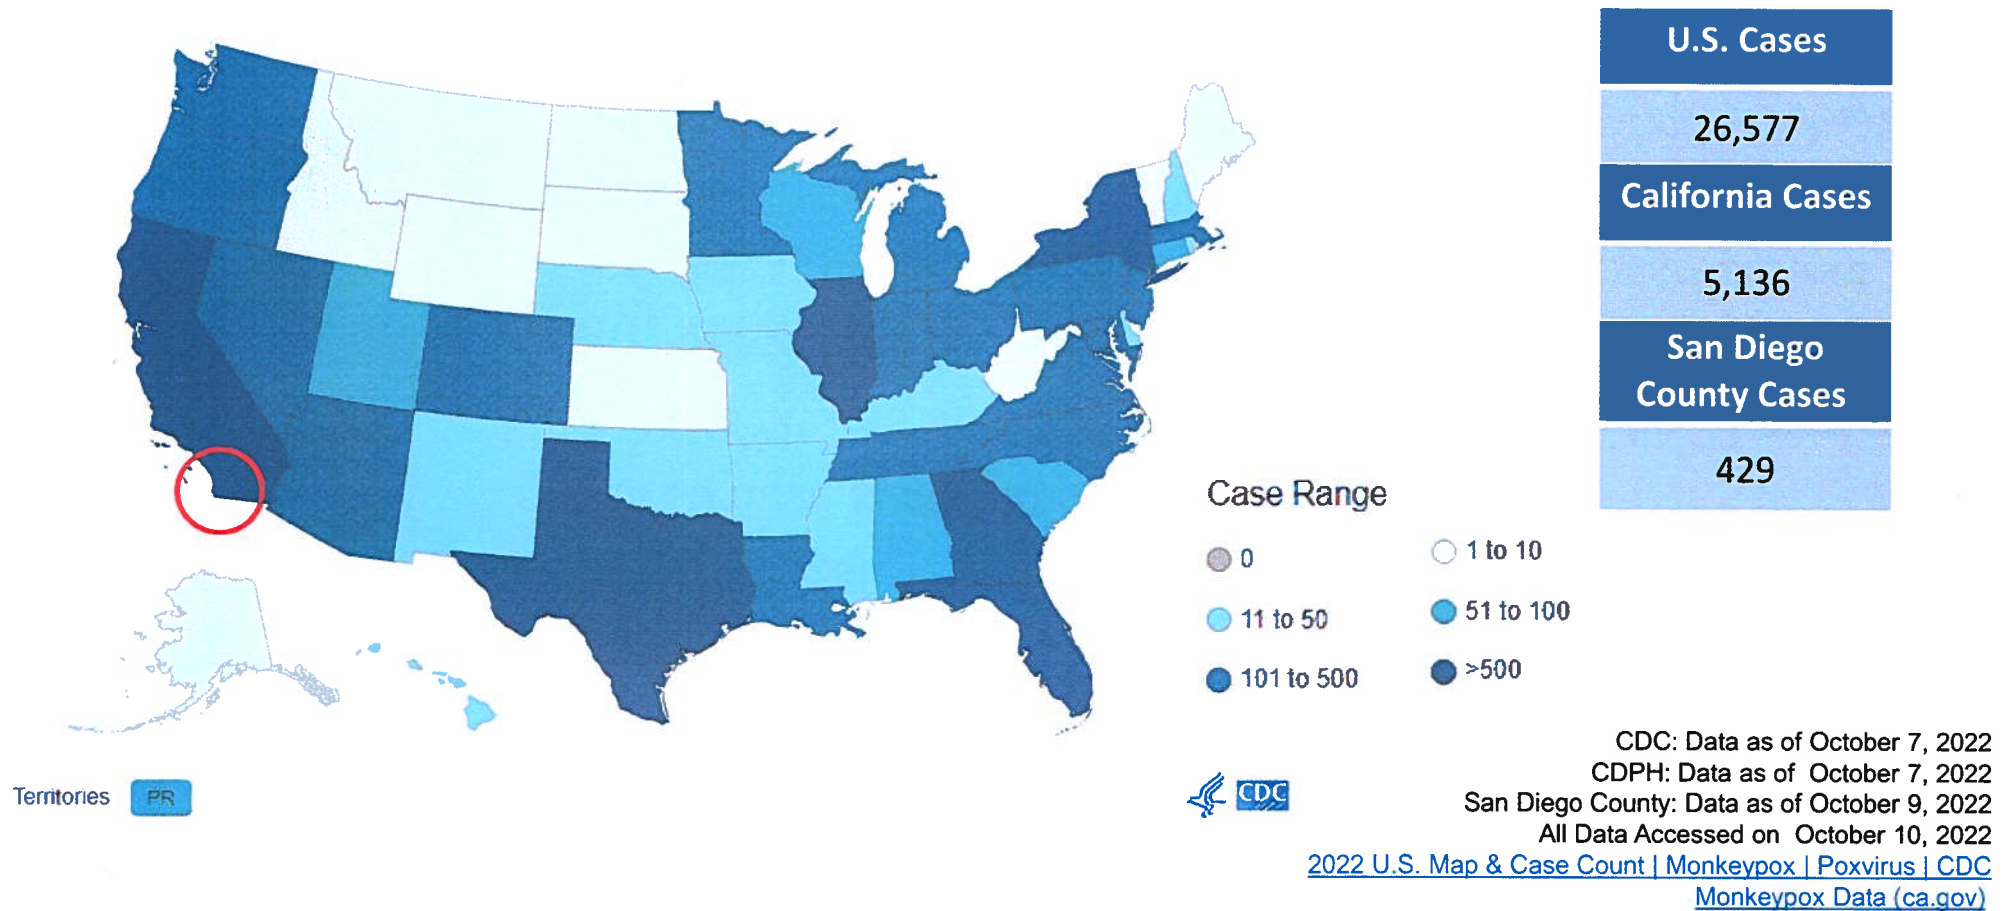 U.S. Cases
26,577
California Cases
5,136
San Diego
County Cases
429
Case Range
0
1 to 10
11 to 50
51 to 100
101 to 500
>500
Territories
PR
CDC
CDC: Data as of October 7, 2022
CDPH: Data as of October 7, 2022
San Diego County: Data as of October 9, 2022
All Data Accessed on October 10, 2022
2022 U.S. Map & Case Count | Monkeypox | Poxvirus | CDC
Monkeypox Data (ca.gov)